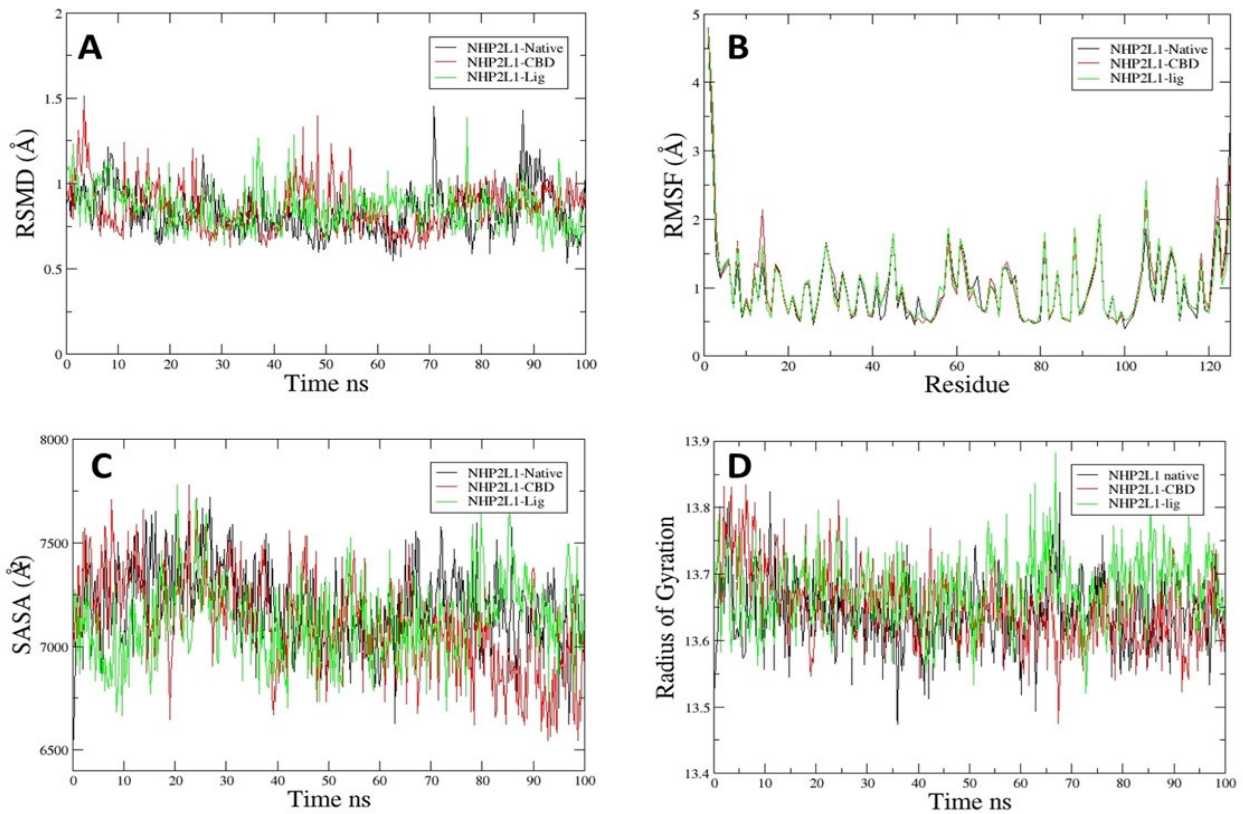 A
RSMD (Å)
2
1.5
1
0.5
0
NHP2L1-Native
NHP2L1-CBD
NHP2L1-Lig
0 10 20 30 40 50 60 70 80 90 100
Time ns
B
RMSF (Å)
5
4
3
2
1
0
NHP2L1-Native
NHP2L1-CBD
NHP2L1-lig
0 20 40 60 80 100 120
Residue
C
SASA (Å²)
8000
7500
7000
6500
NHP2L1-Native
NHP2L1-CBD
NHP2L1-Lig
0 10 20 30 40 50 60 70 80 90 100
Time ns
D
Radius of Gyration
13.9
13.8
13.7
13.6
13.5
13.4
NHP2L1 native
NHP2L1-CBD
NHP2L1-lig
0 10 20 30 40 50 60 70 80 90 100
Time ns